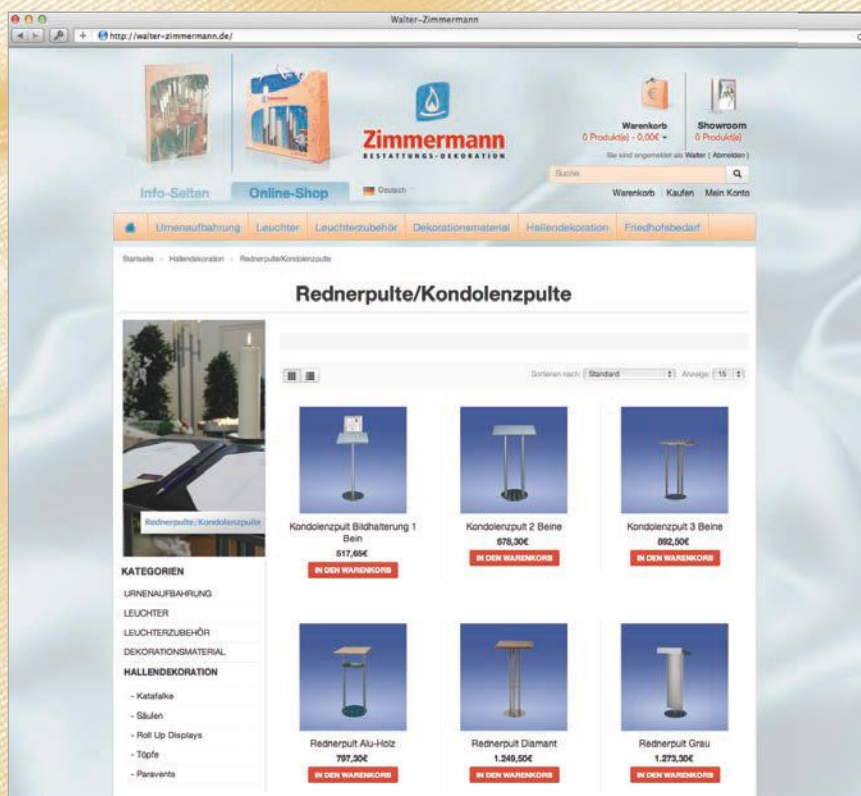 Walter-Zimmermann
http://walter-zimmermann.de/
Zimmermann
BESTATTUNGS-DEKORATION
Warenkorb
0 Produkt(e) - 0,00€
Showroom
0 Produkt(e)
Sie sind angemeldet als Walter ( Abmelden )
Suche
Info-Seiten
Online-Shop
Deutsch
Warenkorb Kaufen Mein Konto
Urnenaufbahrung Leuchter Leuchterzubehör Dekorationsmaterial Hallendekoration Friedhofsbedarf
Startseite Hallendekoration Rednerpulte/Kondolenzpulte
Rednerpulte/Kondolenzpulte
Sortieren nach: Standard Anzeige: 15
Rednerpulte/Kondolenzpulte
Kondolenzpult Bildhalterung 1
Bein
517,65€
IN DEN WARENKORB
Kondolenzpult 2 Beine
678,30€
IN DEN WARENKORB
Kondolenzpult 3 Beine
892,50€
IN DEN WARENKORB
KATEGORIEN
URNENAUFBAHRUNG
LEUCHTER
LEUCHTERZUBEHÖR
DEKORATIONSMATERIAL
HALLENDEKORATION
- Katafalke
- Säulen
- Roll Up Displays
- Töpfe
- Paravents
Rednerpult Alu-Holz
797,30€
IN DEN WARENKORB
Rednerpult Diamant
1.249,50€
IN DEN WARENKORB
Rednerpult Grau
1.273,30€
IN DEN WARENKORB